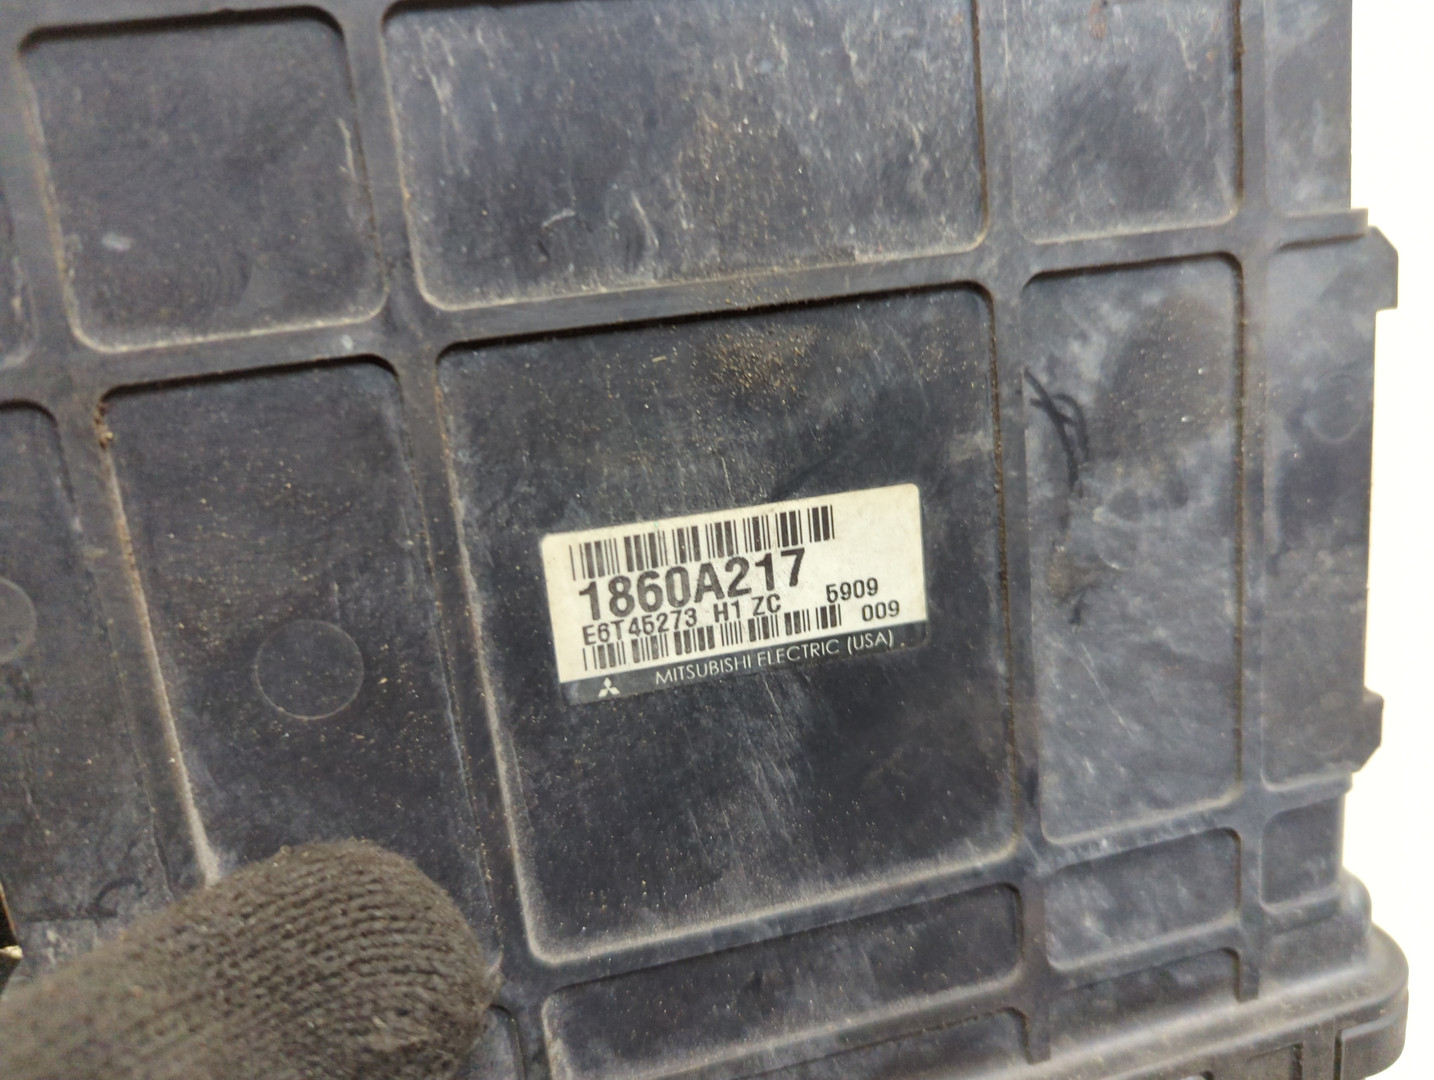 1860A217
E6T45273 H1 ZC 5909
009
MITSUBISHI ELECTRIC (USA)